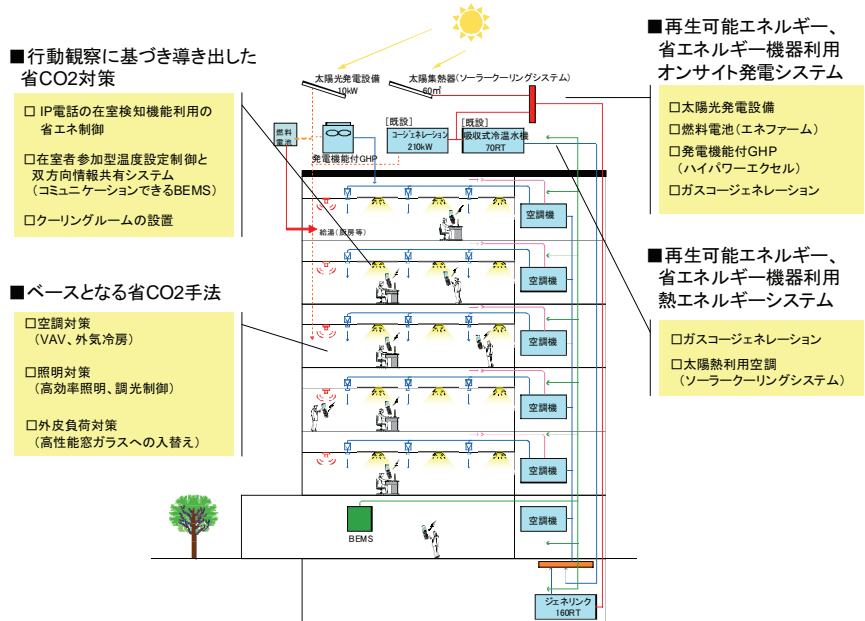 ■行動観察に基づき導き出した
省CO2対策
□ IP電話の在室検知機能利用の
省エネ制御
□在室者参加型温度設定制御と
双方向情報共有システム
(コミュニケーションできるBEMS)
□クーリングルームの設置
■ベースとなる省CO2手法
□空調対策
(VAV、外気冷房)
□照明対策
(高効率照明、調光制御)
□外皮負荷対策
(高性能窓ガラスへの入替え)
太陽光発電設備
10kW
太陽集熱器(ソーラークーリングシステム)
60㎡
燃料
電池
発電機能付GHP
[既設]
コージェネレーション
210kW
[既設]
吸収式冷温水機
70RT
給湯(厨房等)
空調機
空調機
空調機
空調機
空調機
空調機
BEMS
ジェネリンク
160RT
■再生可能エネルギー、
省エネルギー機器利用
オンサイト発電システム
□太陽光発電設備
□燃料電池(エネファーム)
□発電機能付GHP
(ハイパワーエクセル)
□ガスコージェネレーション
■再生可能エネルギー、
省エネルギー機器利用
熱エネルギーシステム
□ガスコージェネレーション
□太陽熱利用空調
(ソーラークーリングシステム)